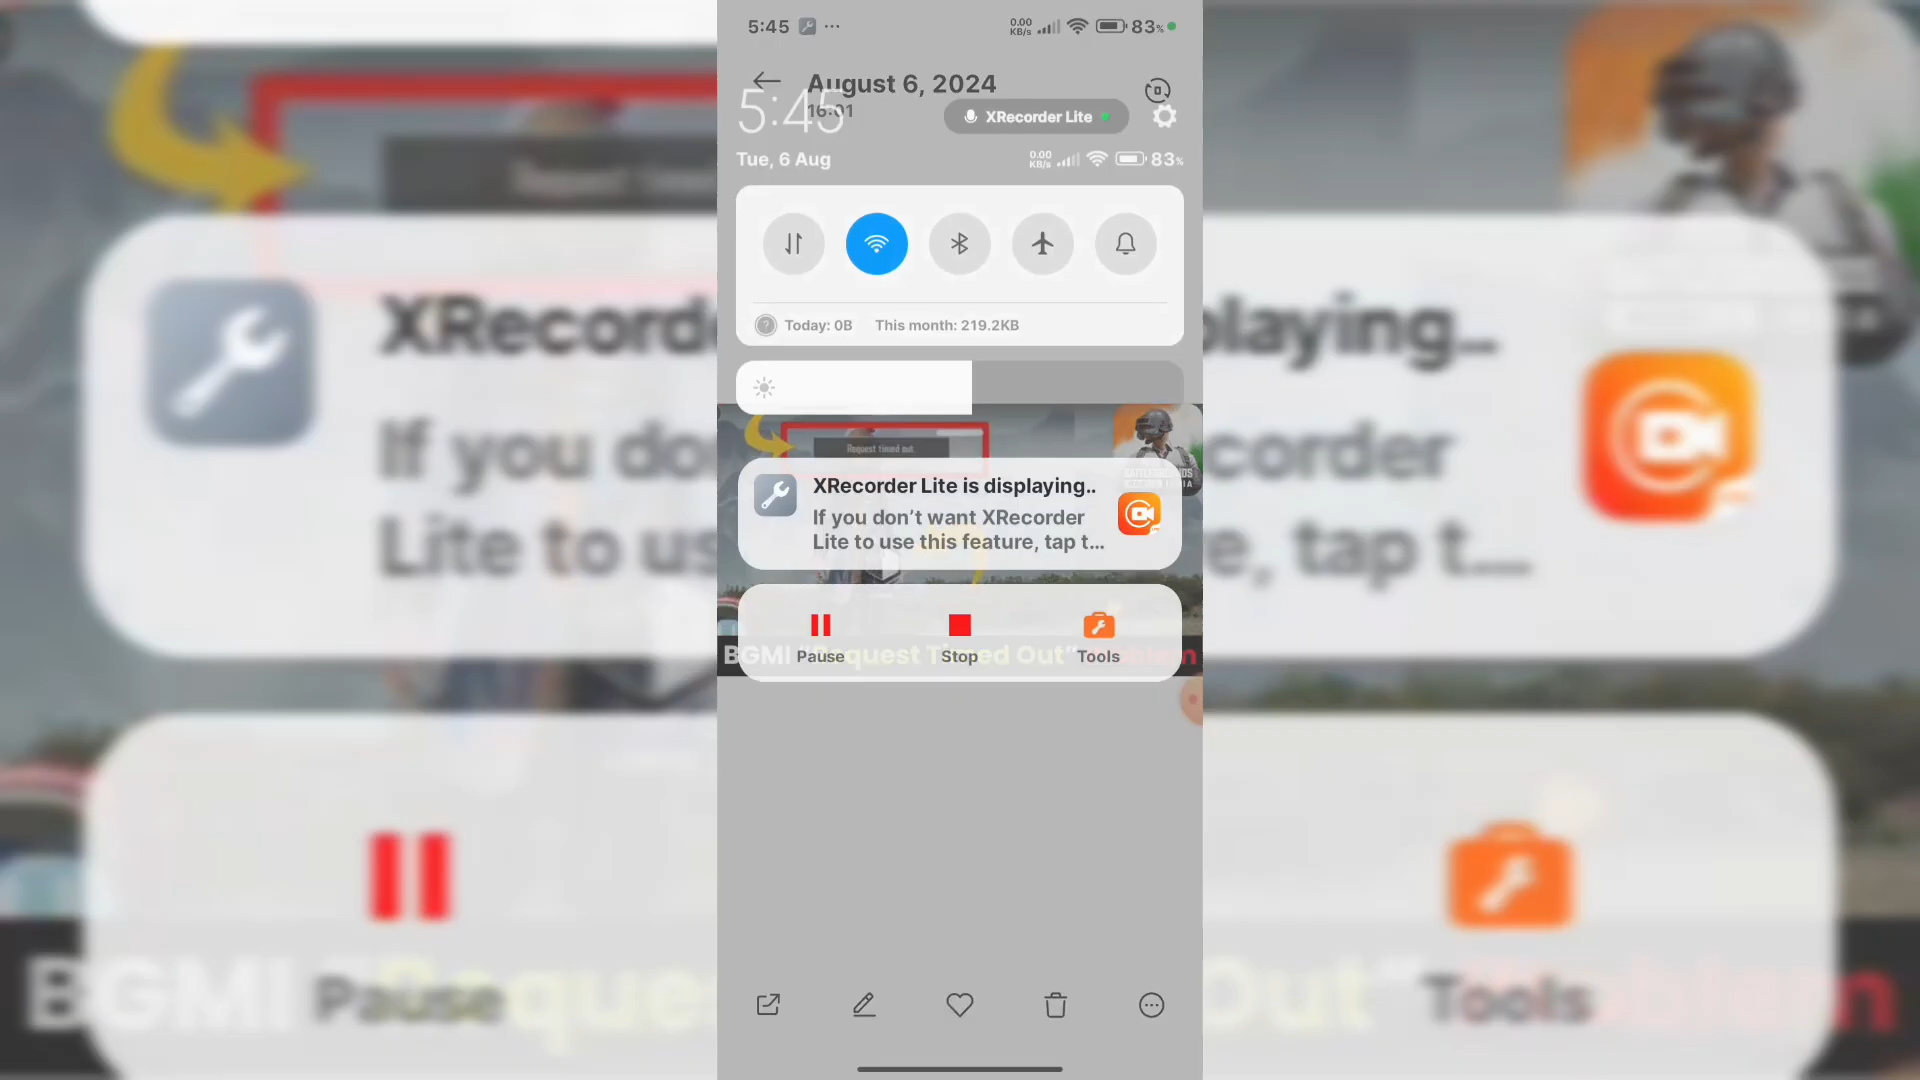 5:45 ...
0.00
KB/s
83%
August 6, 2024
16:01
5:45
XRecorder Lite
Tue, 6 Aug
0.00
KB/s
83%
Today: 0B This month: 219.2KB
Request timed out.
BATTLEGROUNDS
XRecorder Lite is displaying..
If you don’t want XRecorder
Lite to use this feature, tap t...
Pause
Stop
Tools
BGMI "Request Timed Out" Problem